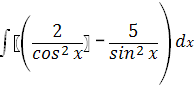 ∫〖(2/(cos² x)〗 − 5/(sin² x)) dx